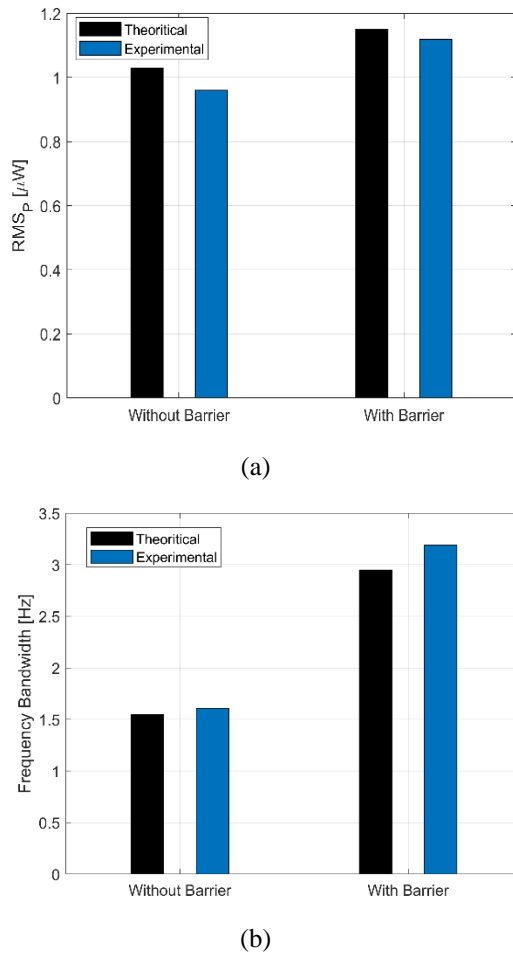 1.2
Theoritical
Experimental
1
0.8
0.6
0.4
0.2
0
RMS_P [μW]
Without Barrier
With Barrier
(a)
3.5
Theoritical
Experimental
3
2.5
2
1.5
1
0.5
0
Frequency Bandwidth [Hz]
Without Barrier
With Barrier
(b)